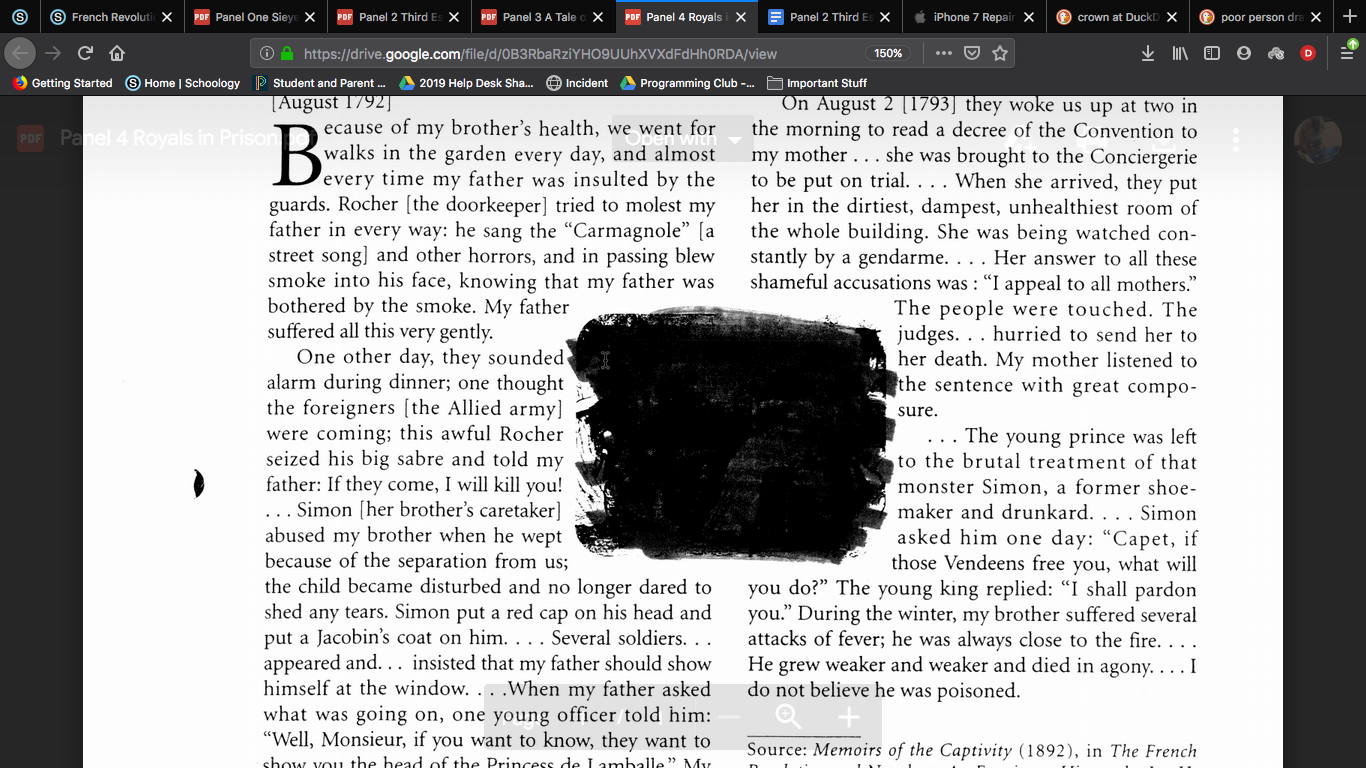 French Revoluti
Panel One Siey
Panel 2 Third Es
Panel 3 A Tale o
Panel 4 Royals i
Panel 2 Third Es
iPhone 7 Repair
crown at DuckD
poor person dra
https://drive.google.com/file/d/0B3RbaRziYHO9UUhXVXdFdHh0RDA/view
150%
Getting Started
Home | Schoology
Student and Parent ...
2019 Help Desk Sha...
Incident
Programming Club -...
Important Stuff
PDF Panel 4 Royals in Prison.pdf
Open with
[August 1792]
Because of my brother's health, we went for
walks in the garden every day, and almost
every time my father was insulted by the
guards. Rocher [the doorkeeper] tried to molest my
father in every way: he sang the “Carmagnole” [a
street song] and other horrors, and in passing blew
smoke into his face, knowing that my father was
bothered by the smoke. My father
suffered all this very gently.
One other day, they sounded
alarm during dinner; one thought
the foreigners [the Allied army]
were coming; this awful Rocher
seized his big sabre and told my
father: If they come, I will kill you!
. . . Simon [her brother's caretaker]
abused my brother when he wept
because of the separation from us;
the child became disturbed and no longer dared to
shed any tears. Simon put a red cap on his head and
put a Jacobin's coat on him. . . . Several soldiers. . .
appeared and. . . insisted that my father should show
himself at the window. . . .When my father asked
what was going on, one young officer told him:
“Well, Monsieur, if you want to know, they want to
show you the head of the Princess de Lamballe.” My
On August 2 [1793] they woke us up at two in
the morning to read a decree of the Convention to
my mother . . . she was brought to the Conciergerie
to be put on trial. . . . When she arrived, they put
her in the dirtiest, dampest, unhealthiest room of
the whole building. She was being watched con-
stantly by a gendarme. . . . Her answer to all these
shameful accusations was : “I appeal to all mothers.”
The people were touched. The
judges. . . hurried to send her to
her death. My mother listened to
the sentence with great compo-
sure.
. . . The young prince was left
to the brutal treatment of that
monster Simon, a former shoe-
maker and drunkard. . . . Simon
asked him one day: “Capet, if
those Vendeens free you, what will
you do?” The young king replied: “I shall pardon
you.” During the winter, my brother suffered several
attacks of fever; he was always close to the fire. . . .
He grew weaker and weaker and died in agony. . . . I
do not believe he was poisoned.
Source: Memoirs of the Captivity (1892), in The French